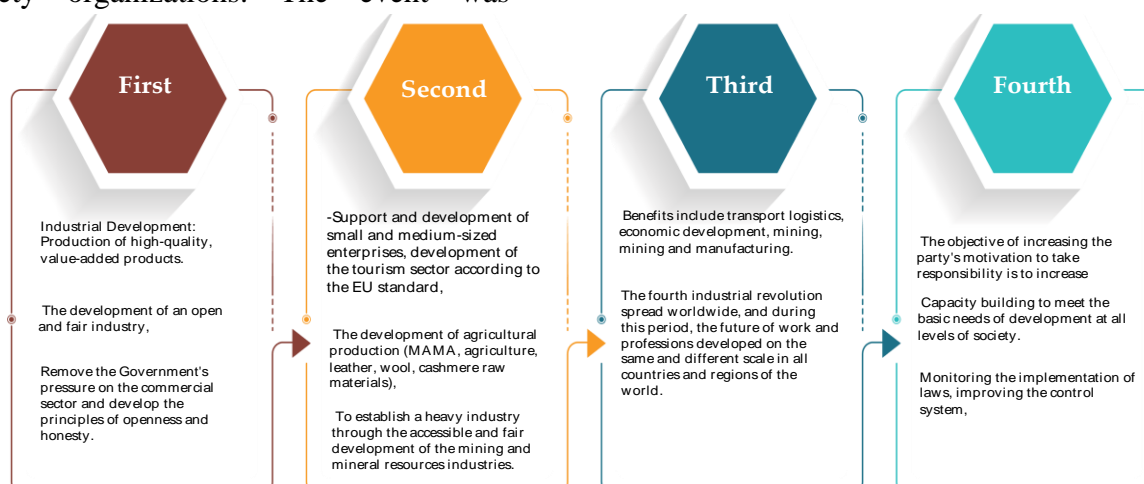 ety organizations. The event was
First
Industrial Development:
Production of high-quality,
value-added products.
The development of an open
and fair industry,
Remove the Government's
pressure on the commercial
sector and develop the
principles of openness and
honesty.
Second
-Support and development of
small and medium-sized
enterprises, development of
the tourism sector according to
the EU standard,
The development of agricultural
production (MAMA, agriculture,
leather, wool, cashmere raw
materials),
To establish a heavy industry
through the accessible and fair
development of the mining and
mineral resources industries.
Third
Benefits include transport logistics,
economic development, mining,
mining and manufacturing.
The fourth industrial revolution
spread worldwide, and during
this period, the future of work and
professions developed on the
same and different scale in all
countries and regions of the
world.
Fourth
The objective of increasing the
party's motivation to take
responsibility is to increase
Capacity building to meet the
basic needs of development at all
levels of society.
Monitoring the implementation of
laws, improving the control
system,